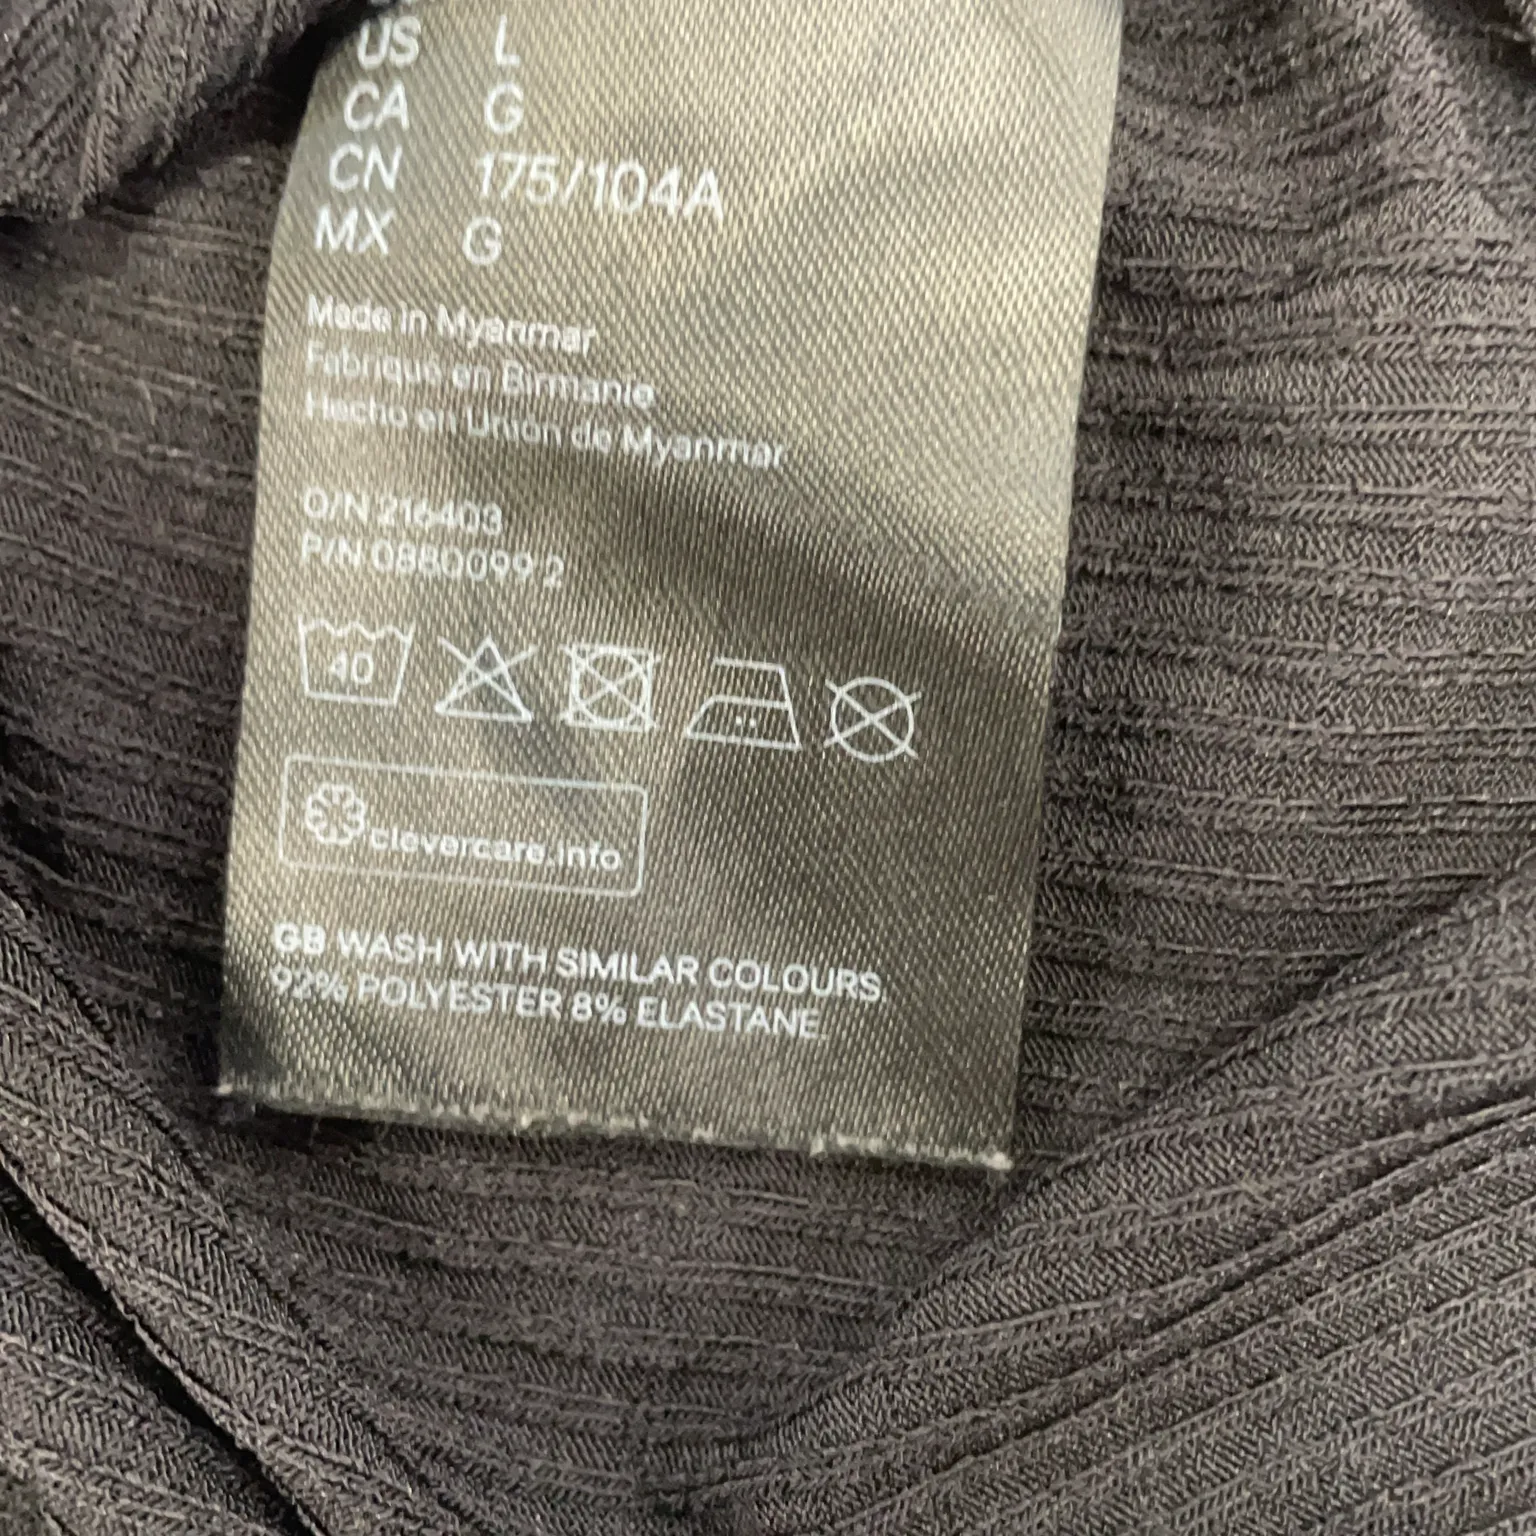 US L
CA G
CN 175/104A
MX G
Made in Myanmar
Fabriqué en Birmanie
Hecho en Unión de Myanmar
O/N 216403
P/N 0880099 2
40
clevercare.info
GB WASH WITH SIMILAR COLOURS.
92% POLYESTER 8% ELASTANE